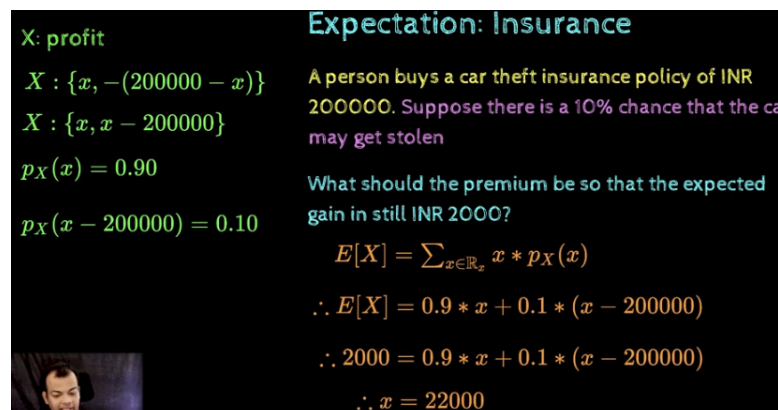 Expectation: Insurance
X: profit
X : {x, -(200000 - x)}
X : {x, x - 200000}
p_X(x) = 0.90
p_X(x - 200000) = 0.10
A person buys a car theft insurance policy of INR
200000. Suppose there is a 10% chance that the ca
may get stolen
What should the premium be so that the expected
gain in still INR 2000?
E[X] = ∑_{x∈ℝ_x} x * p_X(x)
∴ E[X] = 0.9 * x + 0.1 * (x - 200000)
∴ 2000 = 0.9 * x + 0.1 * (x - 200000)
∴ x = 22000